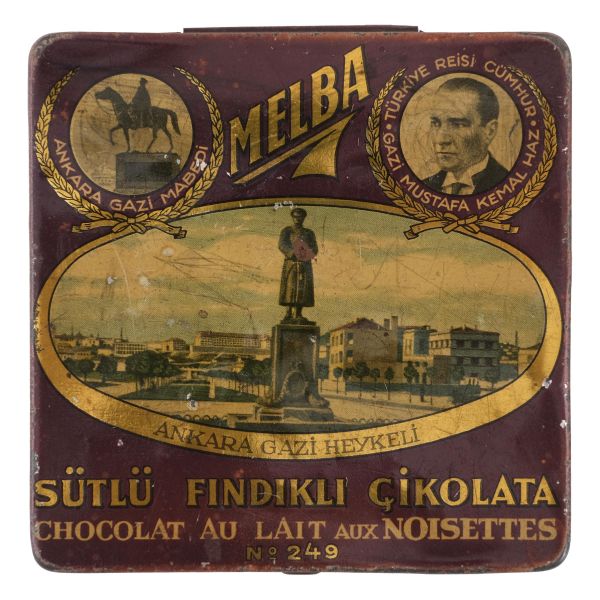 MELBA
ANKARA GAZİ MABEDİ
TÜRKİYE REİSİ CÜMHUR
GAZİ MUSTAFA KEMAL HAZ
ANKARA GAZİ HEYKELİ
SÜTLÜ FINDIKLI ÇİKOLATA
CHOCOLAT AU LAIT AUX NOISETTES
Nº 249